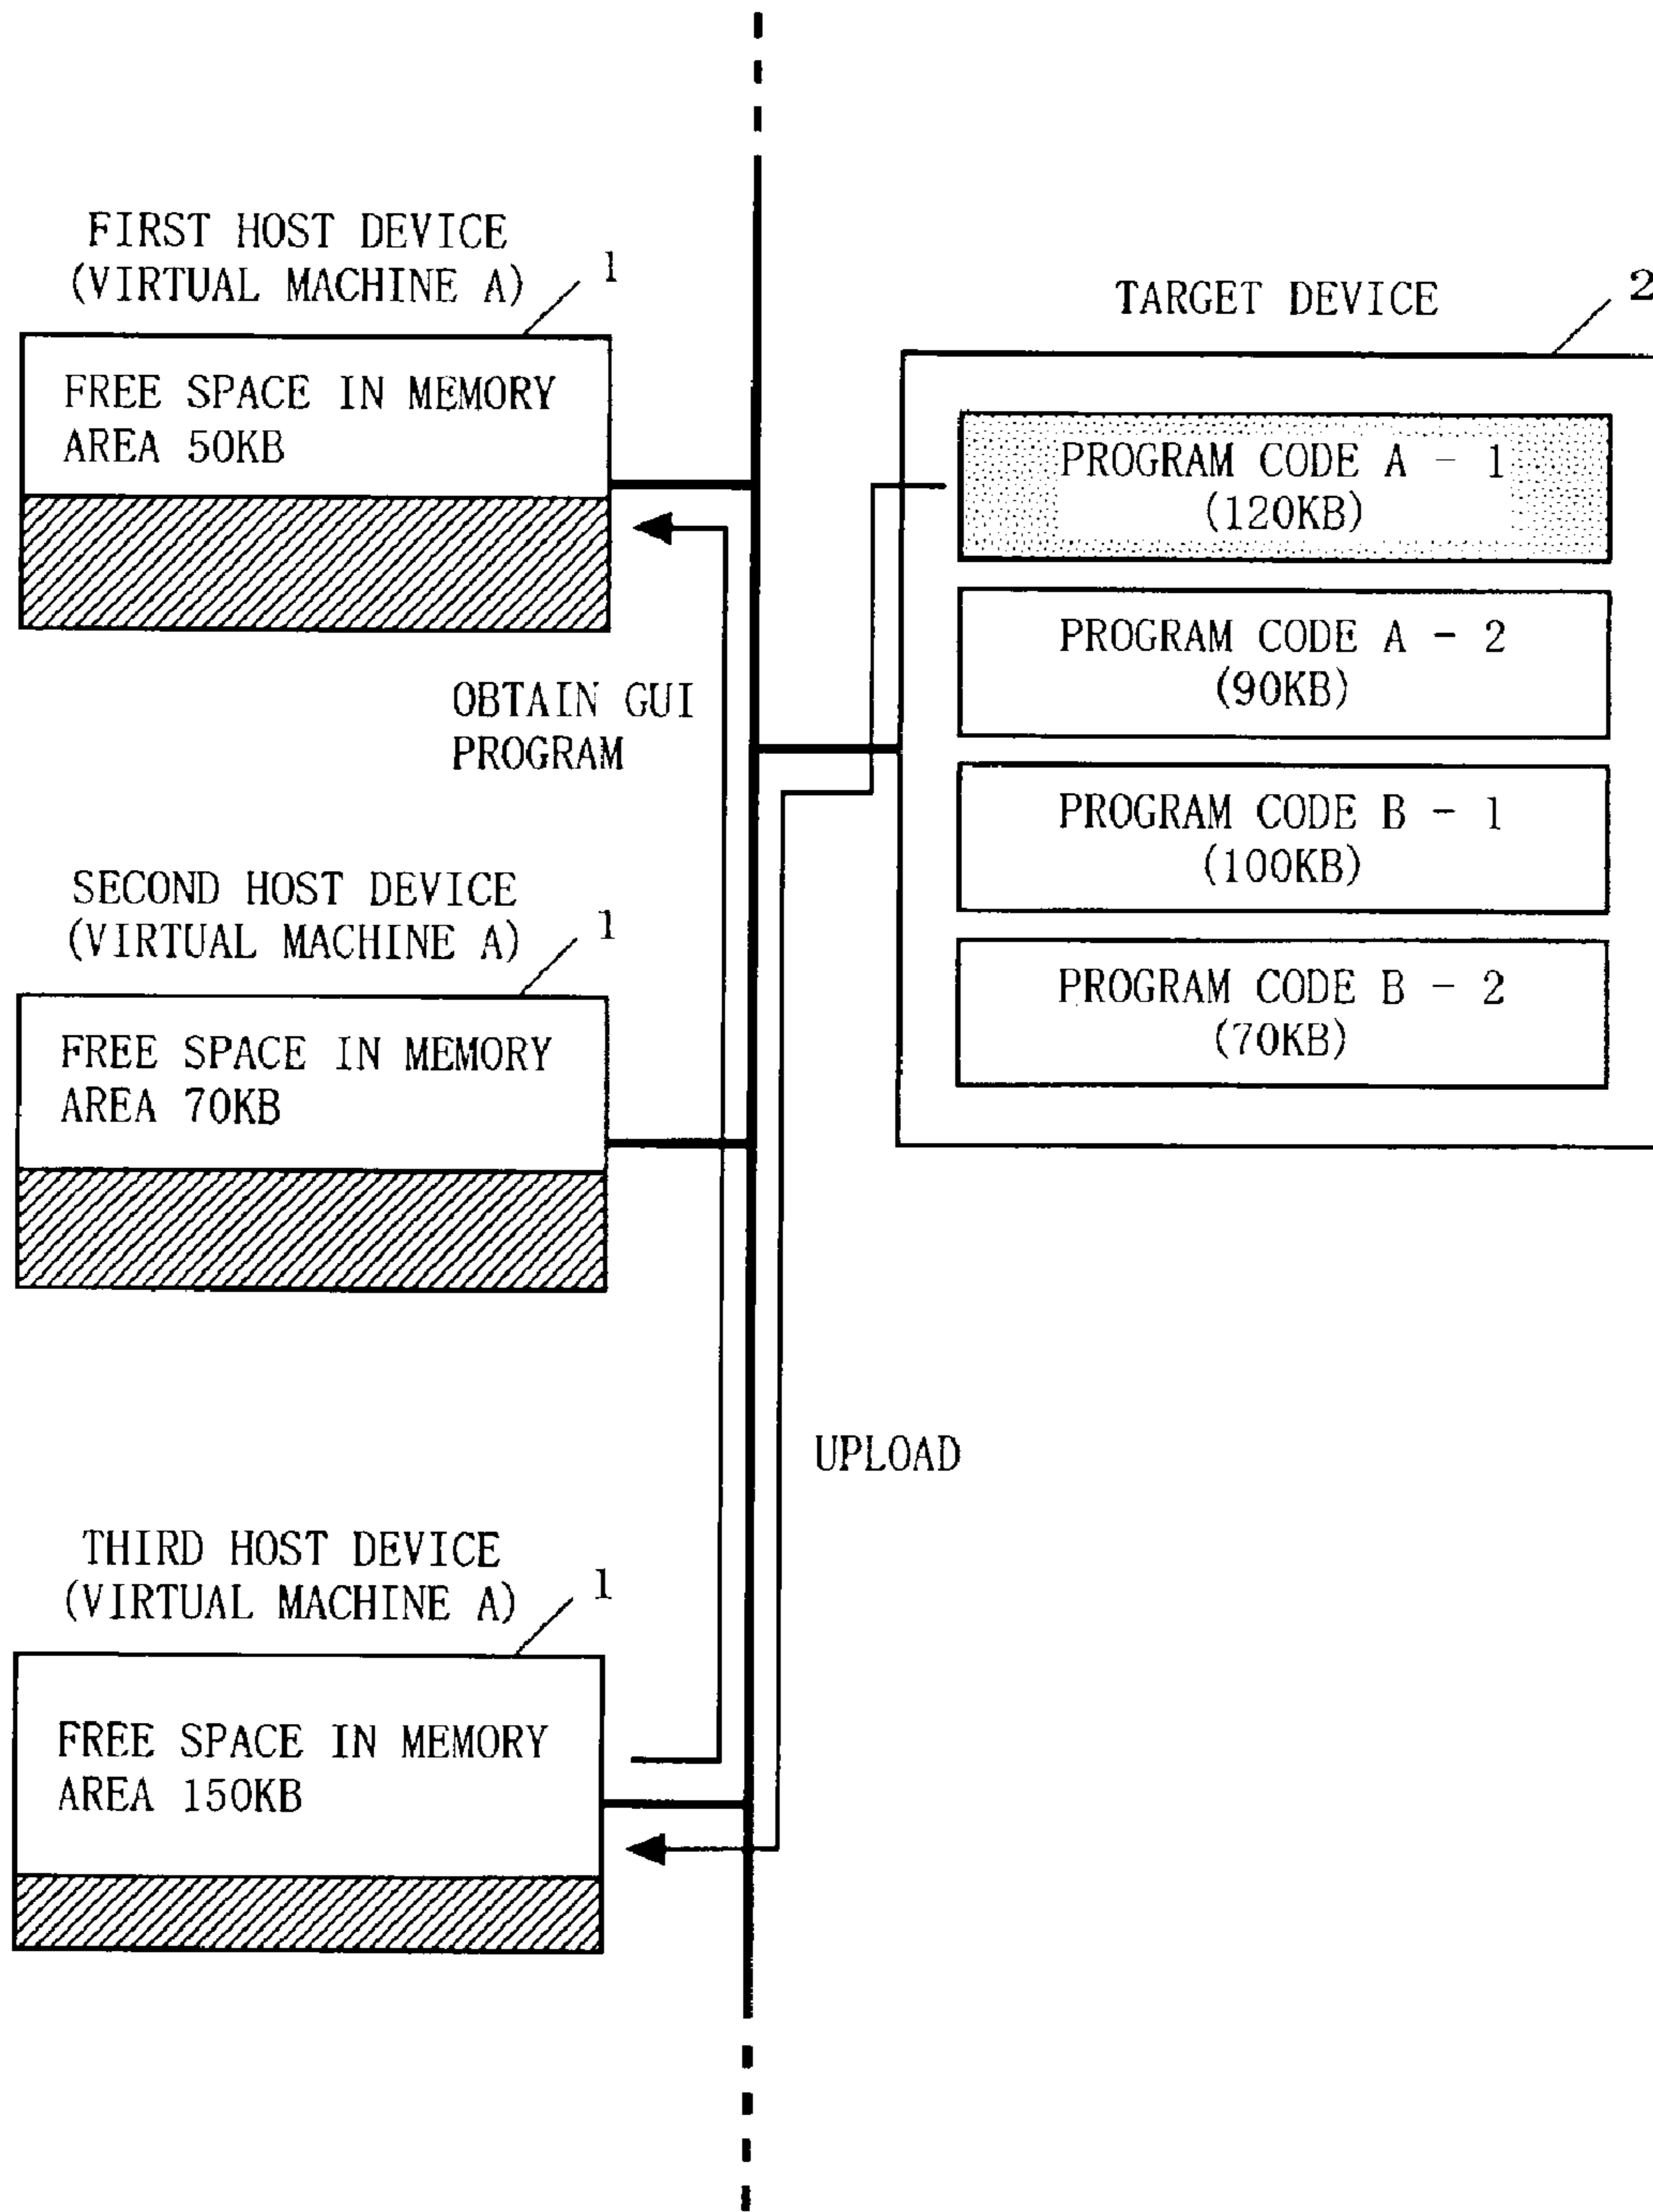 FIRST HOST DEVICE
(VIRTUAL MACHINE A)
1
FREE SPACE IN MEMORY
AREA 50KB
OBTAIN GUI
PROGRAM
SECOND HOST DEVICE
(VIRTUAL MACHINE A)
1
FREE SPACE IN MEMORY
AREA 70KB
UPLOAD
THIRD HOST DEVICE
(VIRTUAL MACHINE A)
1
FREE SPACE IN MEMORY
AREA 150KB
TARGET DEVICE
2
PROGRAM CODE A - 1
(120KB)
PROGRAM CODE A - 2
(90KB)
PROGRAM CODE B - 1
(100KB)
PROGRAM CODE B - 2
(70KB)